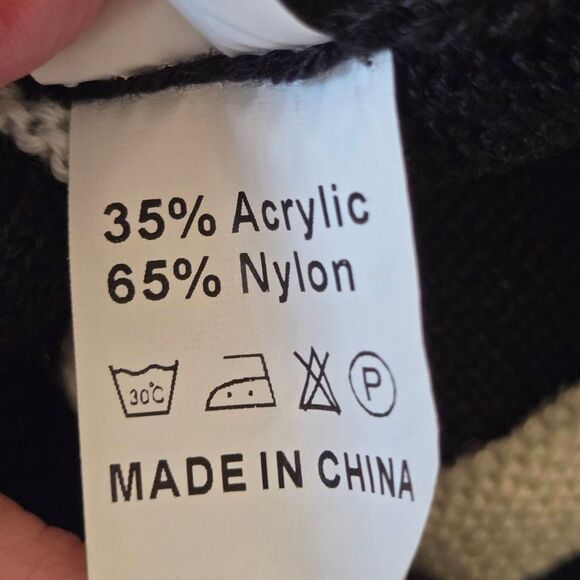 35% Acrylic
65% Nylon
30°C P
MADE IN CHINA